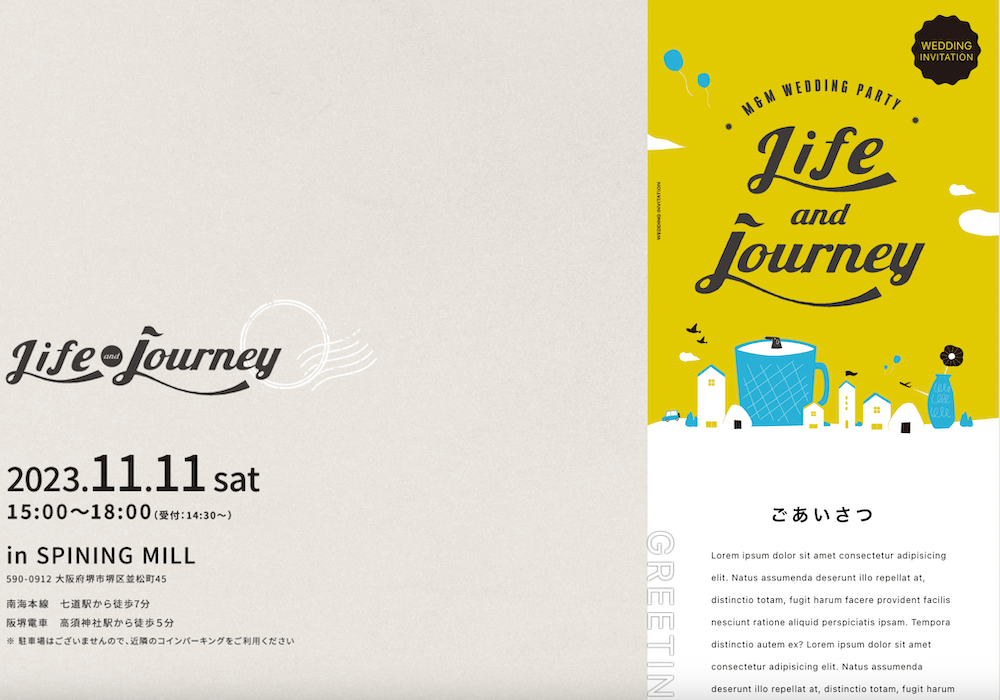 Life and Journey
2023.11.11 sat
15:00〜18:00(受付:14:30〜)
in SPINING MILL
590-0912 大阪府堺市堺区並松町45
南海本線 七道駅から徒歩7分
阪堺電車 高須神社駅から徒歩５分
※ 駐車場はございませんので、近隣のコインパーキングをご利用ください
WEDDING
INVITATION
M&M WEDDING PARTY
Life
and
Journey
WEDDING INVITATION
ごあいさつ
GREETIN
Lorem ipsum dolor sit amet consectetur adipisicing
elit. Natus assumenda deserunt illo repellat at,
distinctio totam, fugit harum facere provident facilis
nesciunt ratione aliquid perspiciatis ipsam. Tempora
distinctio autem ex? Lorem ipsum dolor sit amet
consectetur adipisicing elit. Natus assumenda
deserunt illo repellat at, distinctio totam, fugit harum